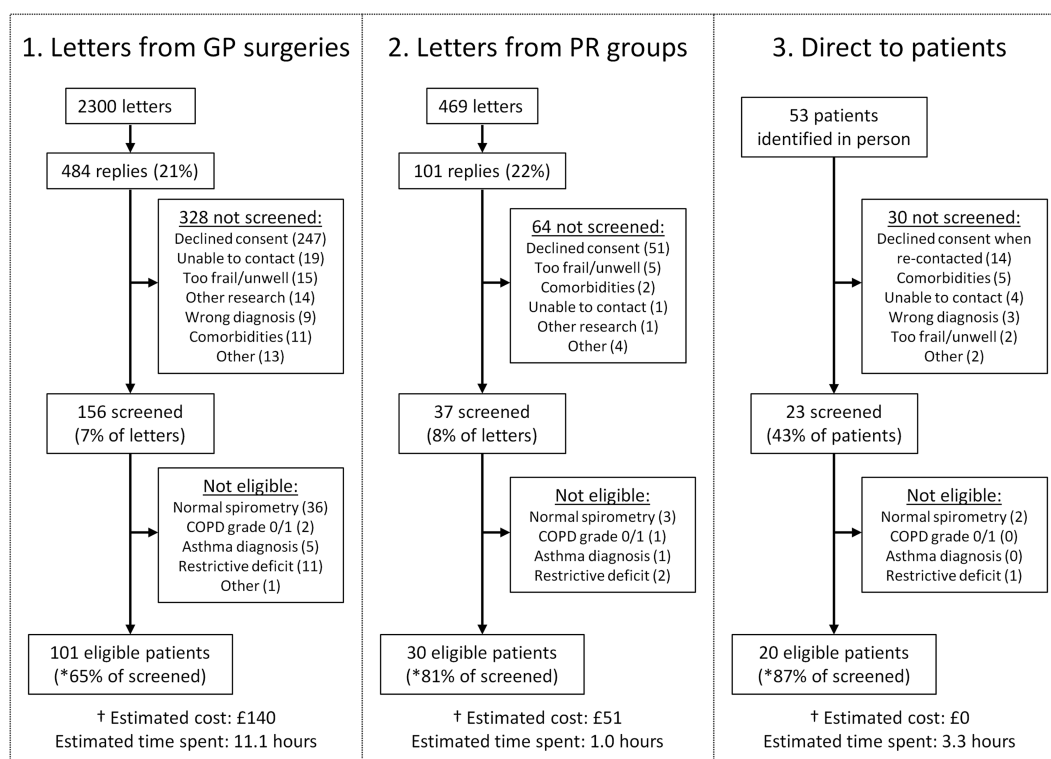 1. Letters from GP surgeries
2300 letters
484 replies (21%)
328 not screened:
Declined consent (247)
Unable to contact (19)
Too frail/unwell (15)
Other research (14)
Wrong diagnosis (9)
Comorbidities (11)
Other (13)
156 screened
(7% of letters)
Not eligible:
Normal spirometry (36)
COPD grade 0/1 (2)
Asthma diagnosis (5)
Restrictive deficit (11)
Other (1)
101 eligible patients
(*65% of screened)
† Estimated cost: £140
Estimated time spent: 11.1 hours
2. Letters from PR groups
469 letters
101 replies (22%)
64 not screened:
Declined consent (51)
Too frail/unwell (5)
Comorbidities (2)
Unable to contact (1)
Other research (1)
Other (4)
37 screened
(8% of letters)
Not eligible:
Normal spirometry (3)
COPD grade 0/1 (1)
Asthma diagnosis (1)
Restrictive deficit (2)
30 eligible patients
(*81% of screened)
† Estimated cost: £51
Estimated time spent: 1.0 hours
3. Direct to patients
53 patients
identified in person
30 not screened:
Declined consent when
re-contacted (14)
Comorbidities (5)
Unable to contact (4)
Wrong diagnosis (3)
Too frail/unwell (2)
Other (2)
23 screened
(43% of patients)
Not eligible:
Normal spirometry (2)
COPD grade 0/1 (0)
Asthma diagnosis (0)
Restrictive deficit (1)
20 eligible patients
(*87% of screened)
† Estimated cost: £0
Estimated time spent: 3.3 hours